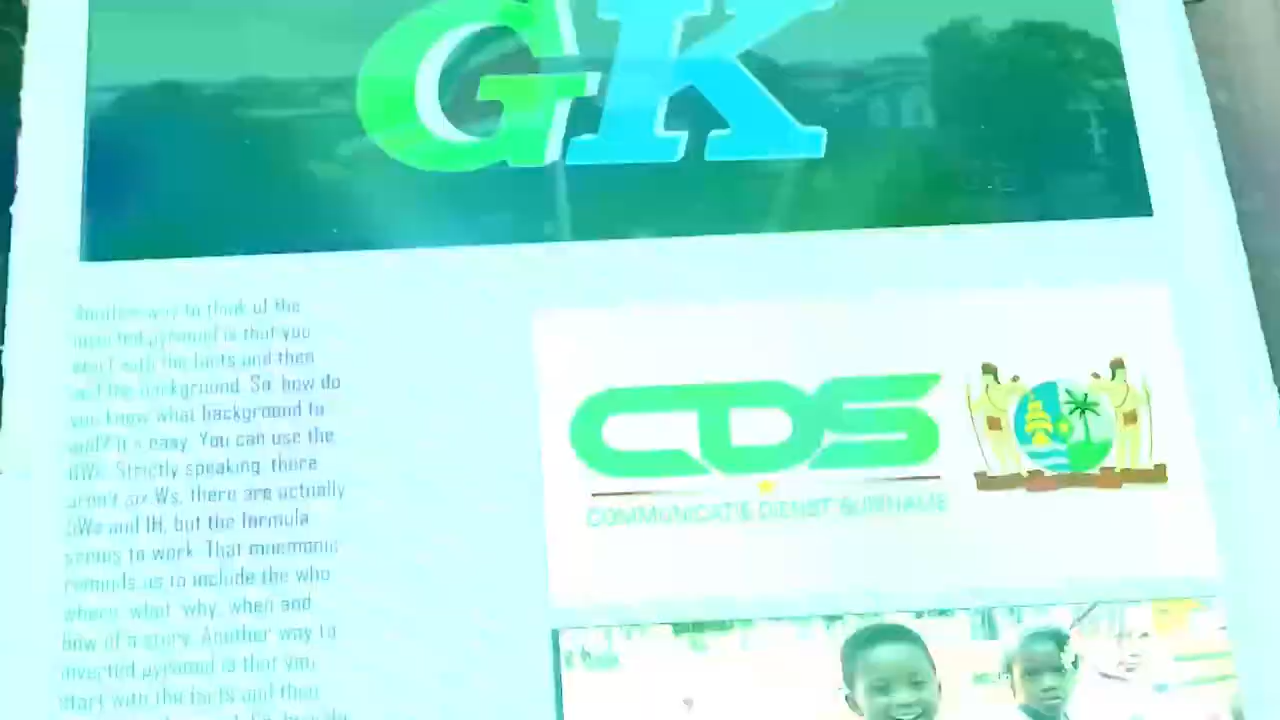 GK
Another way to think of the
inverted pyramid is that you
start with the facts and then
add the background. So, how do
you know what background to
add? It's easy. You can use the
6Ws. Strictly speaking, there
aren't six Ws, there are actually
5Ws and IH, but the formula
seems to work. That mnemonic
reminds us to include the who
where, what, why, when and
how of a story. Another way to
inverted pyramid is that you
start with the facts and then
CDS
COMMUNICATIE DIENST SURINAME